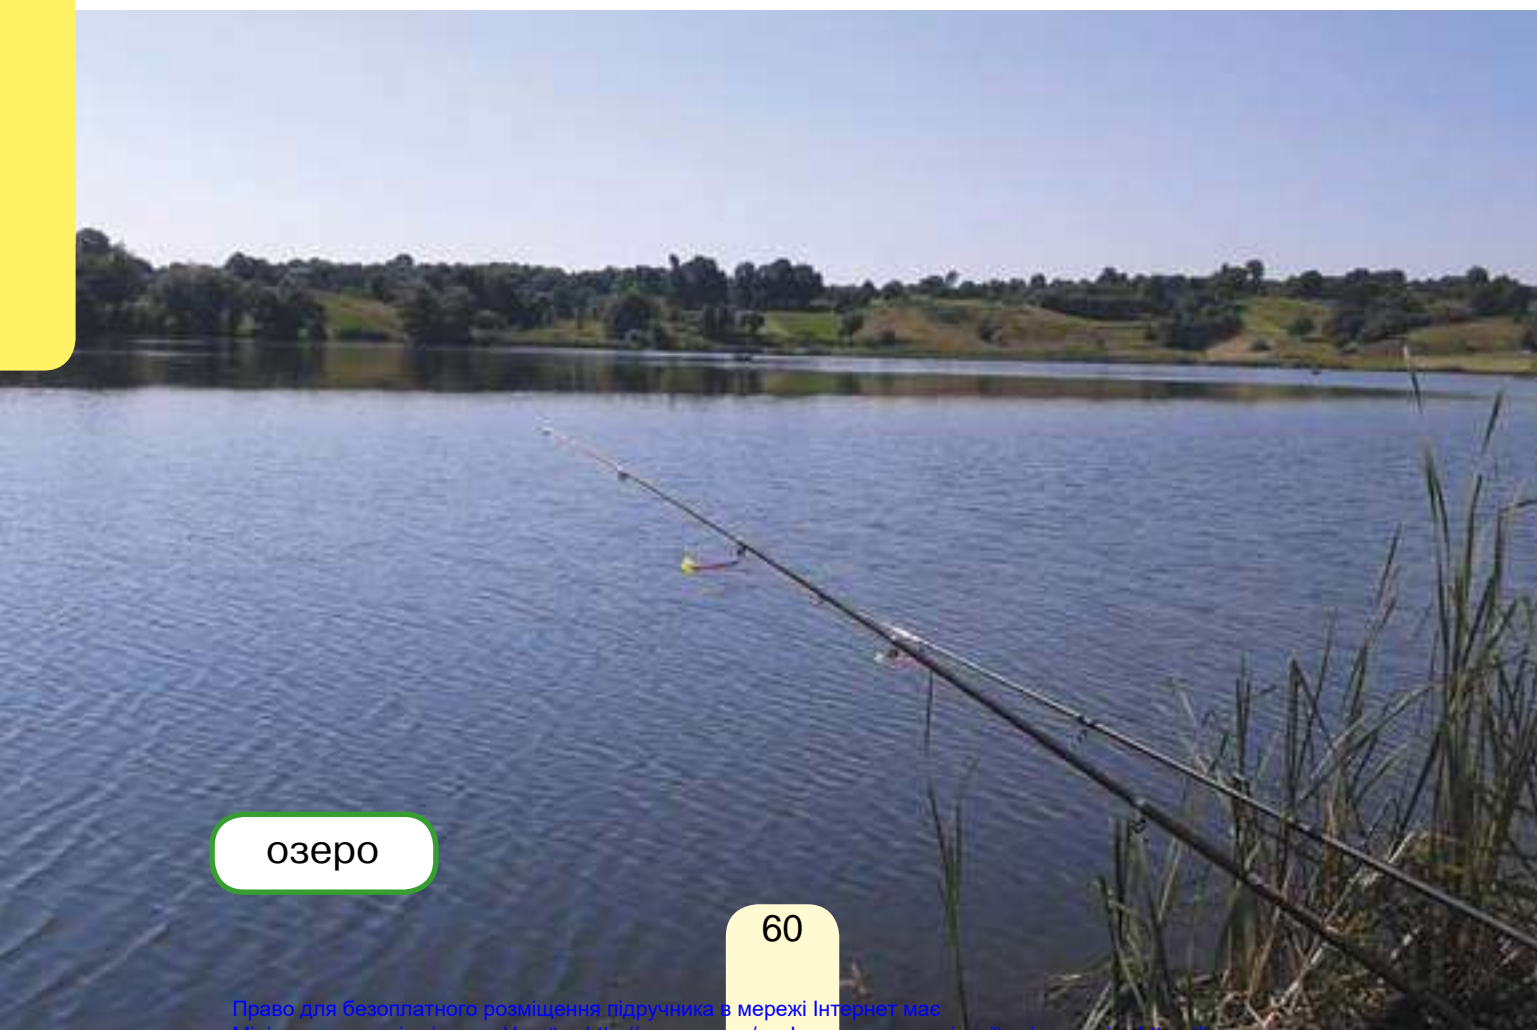 озеро
60
Право для безоплатного розміщення підручника в мережі Інтернет має